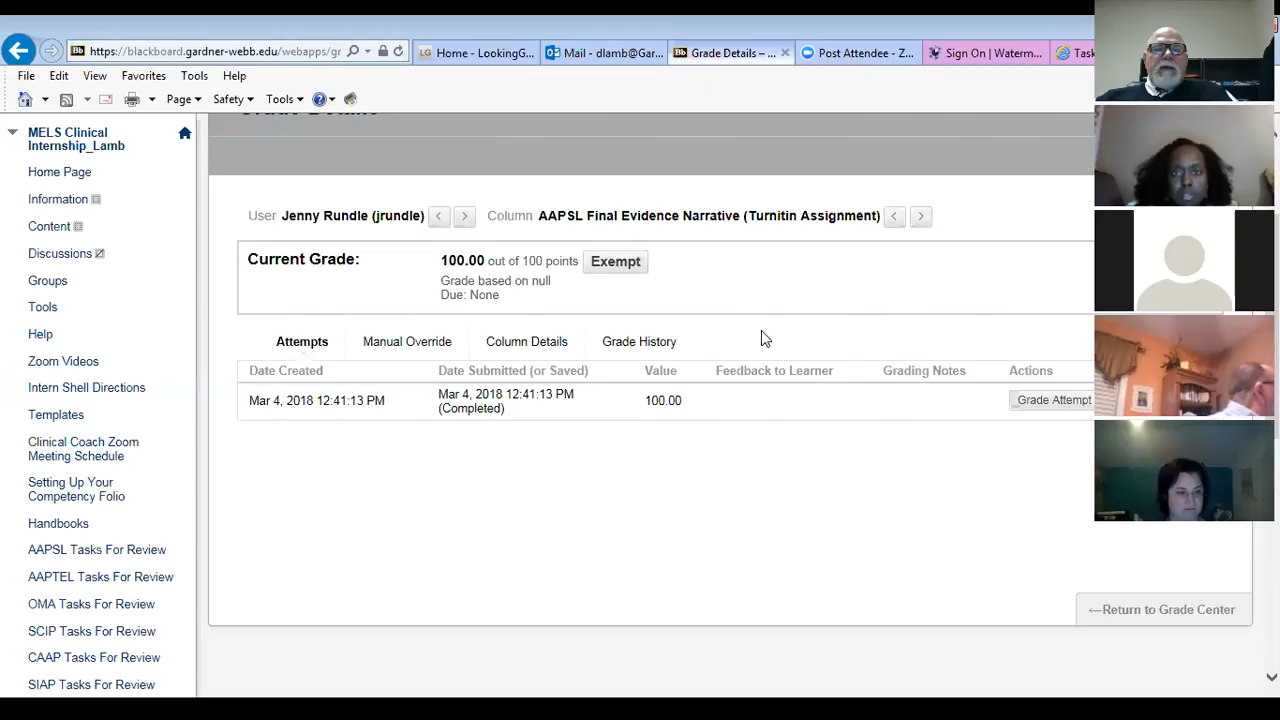 https://blackboard.gardner-webb.edu/webapps/gr
Home - LookingG...
Mail - dlamb@Gar...
Grade Details – ...
Post Attendee - Z...
Sign On | Waterm...
File Edit View Favorites Tools Help
Page Safety Tools
MELS Clinical
Internship_Lamb
Home Page
Information
Content
Discussions
Groups
Tools
Help
Zoom Videos
Intern Shell Directions
Templates
Clinical Coach Zoom
Meeting Schedule
Setting Up Your
Competency Folio
Handbooks
AAPSL Tasks For Review
AAPTEL Tasks For Review
OMA Tasks For Review
SCIP Tasks For Review
CAAP Tasks For Review
SIAP Tasks For Review
User Jenny Rundle (jrundle) < > Column AAPSL Final Evidence Narrative (Turnitin Assignment) < >
Current Grade: 100.00 out of 100 points Exempt
Grade based on null
Due: None
Attempts Manual Override Column Details Grade History
Date Created Date Submitted (or Saved) Value Feedback to Learner Grading Notes Actions
Mar 4, 2018 12:41:13 PM Mar 4, 2018 12:41:13 PM 100.00 Grade Attempt
(Completed)
←Return to Grade Center